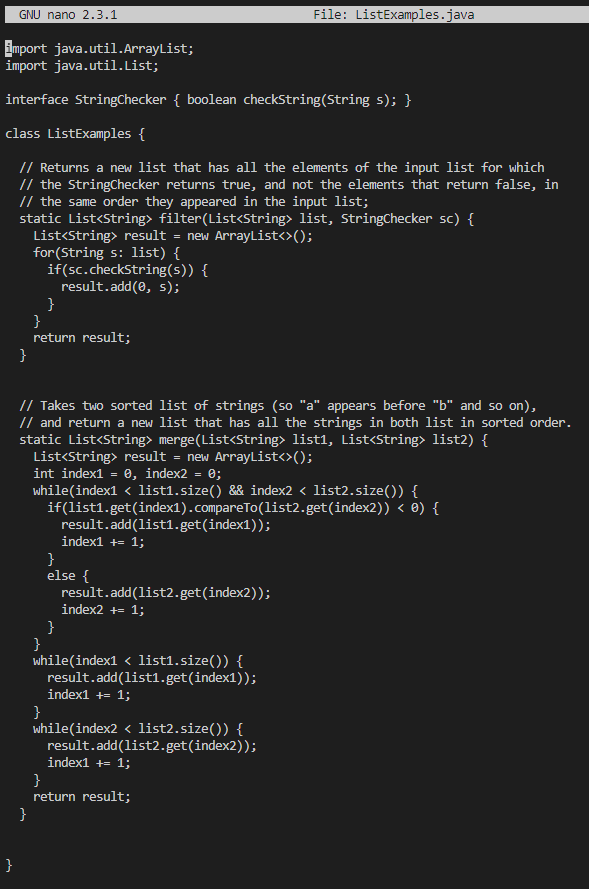 GNU nano 2.3.1 File: ListExamples.java
import java.util.ArrayList;
import java.util.List;
interface StringChecker { boolean checkString(String s); }
class ListExamples {
  // Returns a new list that has all the elements of the input list for which
  // the StringChecker returns true, and not the elements that return false, in
  // the same order they appeared in the input list;
  static List<String> filter(List<String> list, StringChecker sc) {
    List<String> result = new ArrayList<>();
    for(String s: list) {
      if(sc.checkString(s)) {
        result.add(0, s);
      }
    }
    return result;
  }
  // Takes two sorted list of strings (so "a" appears before "b" and so on),
  // and return a new list that has all the strings in both list in sorted order.
  static List<String> merge(List<String> list1, List<String> list2) {
    List<String> result = new ArrayList<>();
    int index1 = 0, index2 = 0;
    while(index1 < list1.size() && index2 < list2.size()) {
      if(list1.get(index1).compareTo(list2.get(index2)) < 0) {
        result.add(list1.get(index1));
        index1 += 1;
      }
      else {
        result.add(list2.get(index2));
        index2 += 1;
      }
    }
    while(index1 < list1.size()) {
      result.add(list1.get(index1));
      index1 += 1;
    }
    while(index2 < list2.size()) {
      result.add(list2.get(index2));
      index1 += 1;
    }
    return result;
  }
}